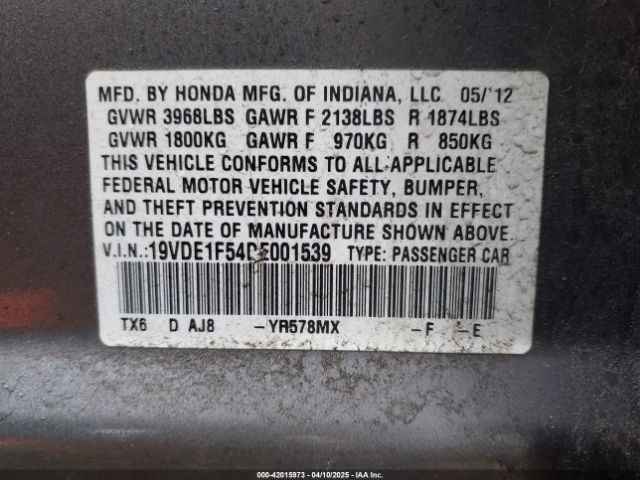 MFD. BY HONDA MFG. OF INDIANA, LLC 05/'12
GVWR 3968LBS GAWR F 2138LBS R 1874LBS
GVWR 1800KG GAWR F 970KG R 850KG
THIS VEHICLE CONFORMS TO ALL APPLICABLE
FEDERAL MOTOR VEHICLE SAFETY, BUMPER,
AND THEFT PREVENTION STANDARDS IN EFFECT
ON THE DATE OF MANUFACTURE SHOWN ABOVE.
V.I.N.:19VDE1F54DE001539 TYPE: PASSENGER CAR
TX6 D AJ8 -YR578MX -F -E
000-42015973 | 04/10/2025 | IAA, Inc.